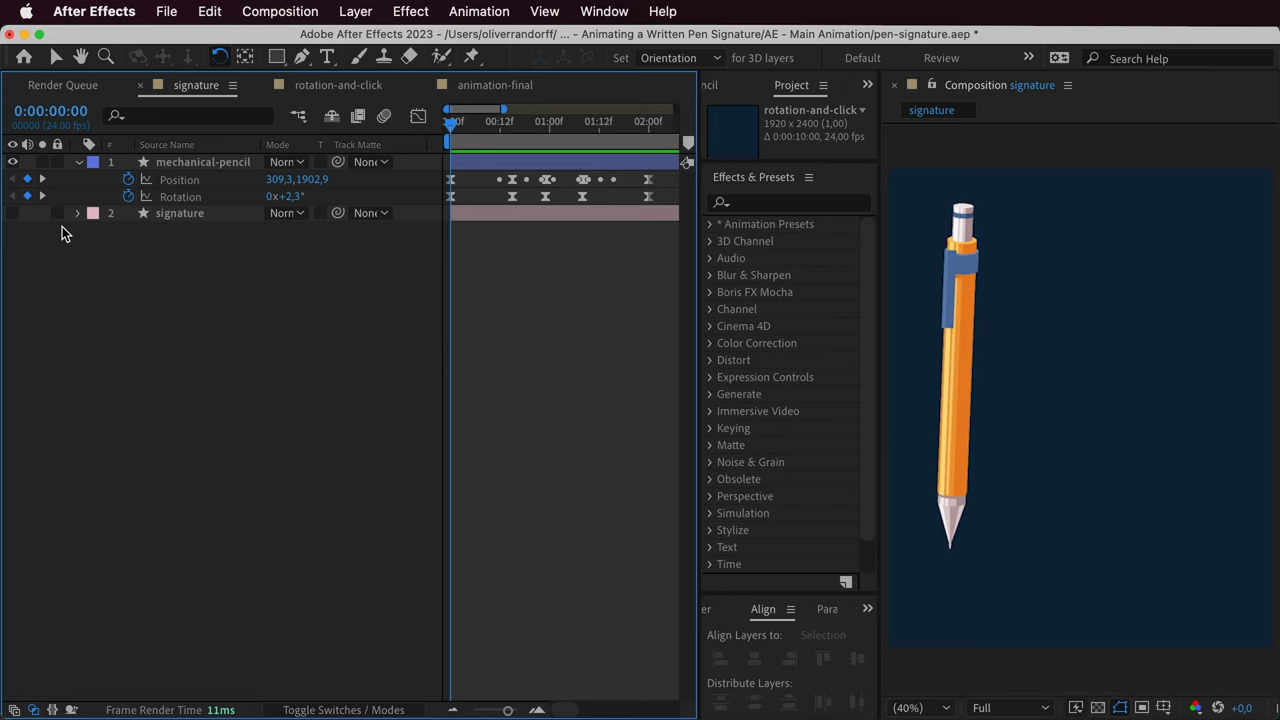 After Effects File Edit Composition Layer Effect Animation View Window Help
Adobe After Effects 2023 - /Users/oliverrandorff/ ... - Animating a Written Pen Signature/AE - Main Animation/pen-signature.aep *
Set Orientation for 3D layers Default Review Search Help
Render Queue signature rotation-and-click animation-final
0:00:00:00
00000 (24.00 fps)
00f 00:12f 01:00f 01:12f 02:00f
# Source Name Mode T Track Matte
1 mechanical-pencil Norn None
Position 309,3,1902,9
Rotation 0x+2,3°
2 signature Norn None
Frame Render Time 11ms Toggle Switches / Modes
ncil Project
rotation-and-click
1920 x 2400 (1,00)
Δ 0:00:10:00, 24,00 fps
Effects & Presets
* Animation Presets
3D Channel
Audio
Blur & Sharpen
Boris FX Mocha
Channel
Cinema 4D
Color Correction
Distort
Expression Controls
Generate
Immersive Video
Keying
Matte
Noise & Grain
Obsolete
Perspective
Simulation
Stylize
Text
Time
er Align Para
Align Layers to: Selection
Distribute Layers:
Composition signature
signature
(40%) Full +0,0